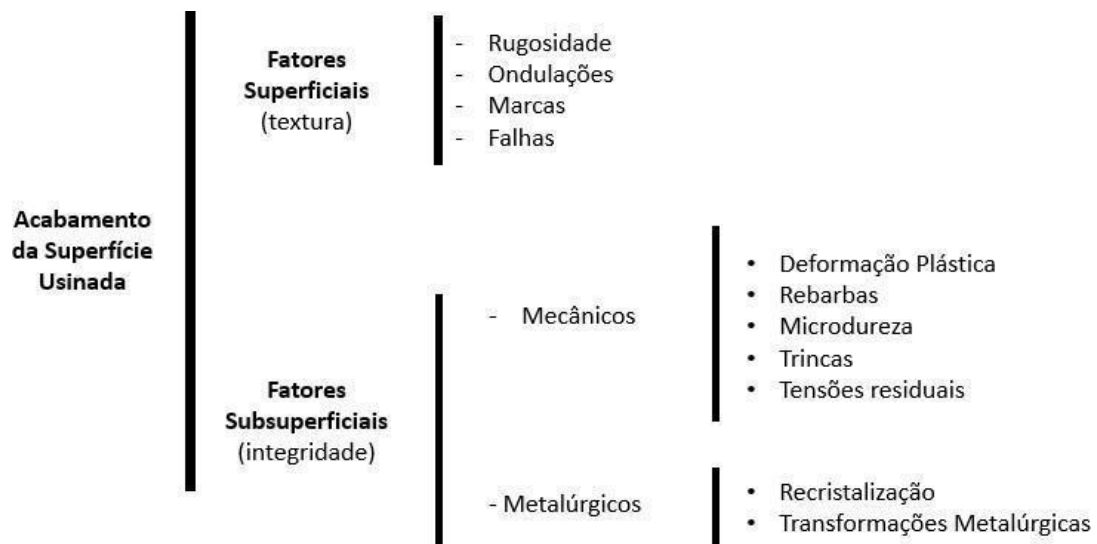 Acabamento
da Superfície
Usinada
Fatores
Superficiais
(textura)
- Rugosidade
- Ondulações
- Marcas
- Falhas
Fatores
Subsuperficiais
(integridade)
- Mecânicos
• Deformação Plástica
• Rebarbas
• Microdureza
• Trincas
• Tensões residuais
- Metalúrgicos
• Recristalização
• Transformações Metalúrgicas